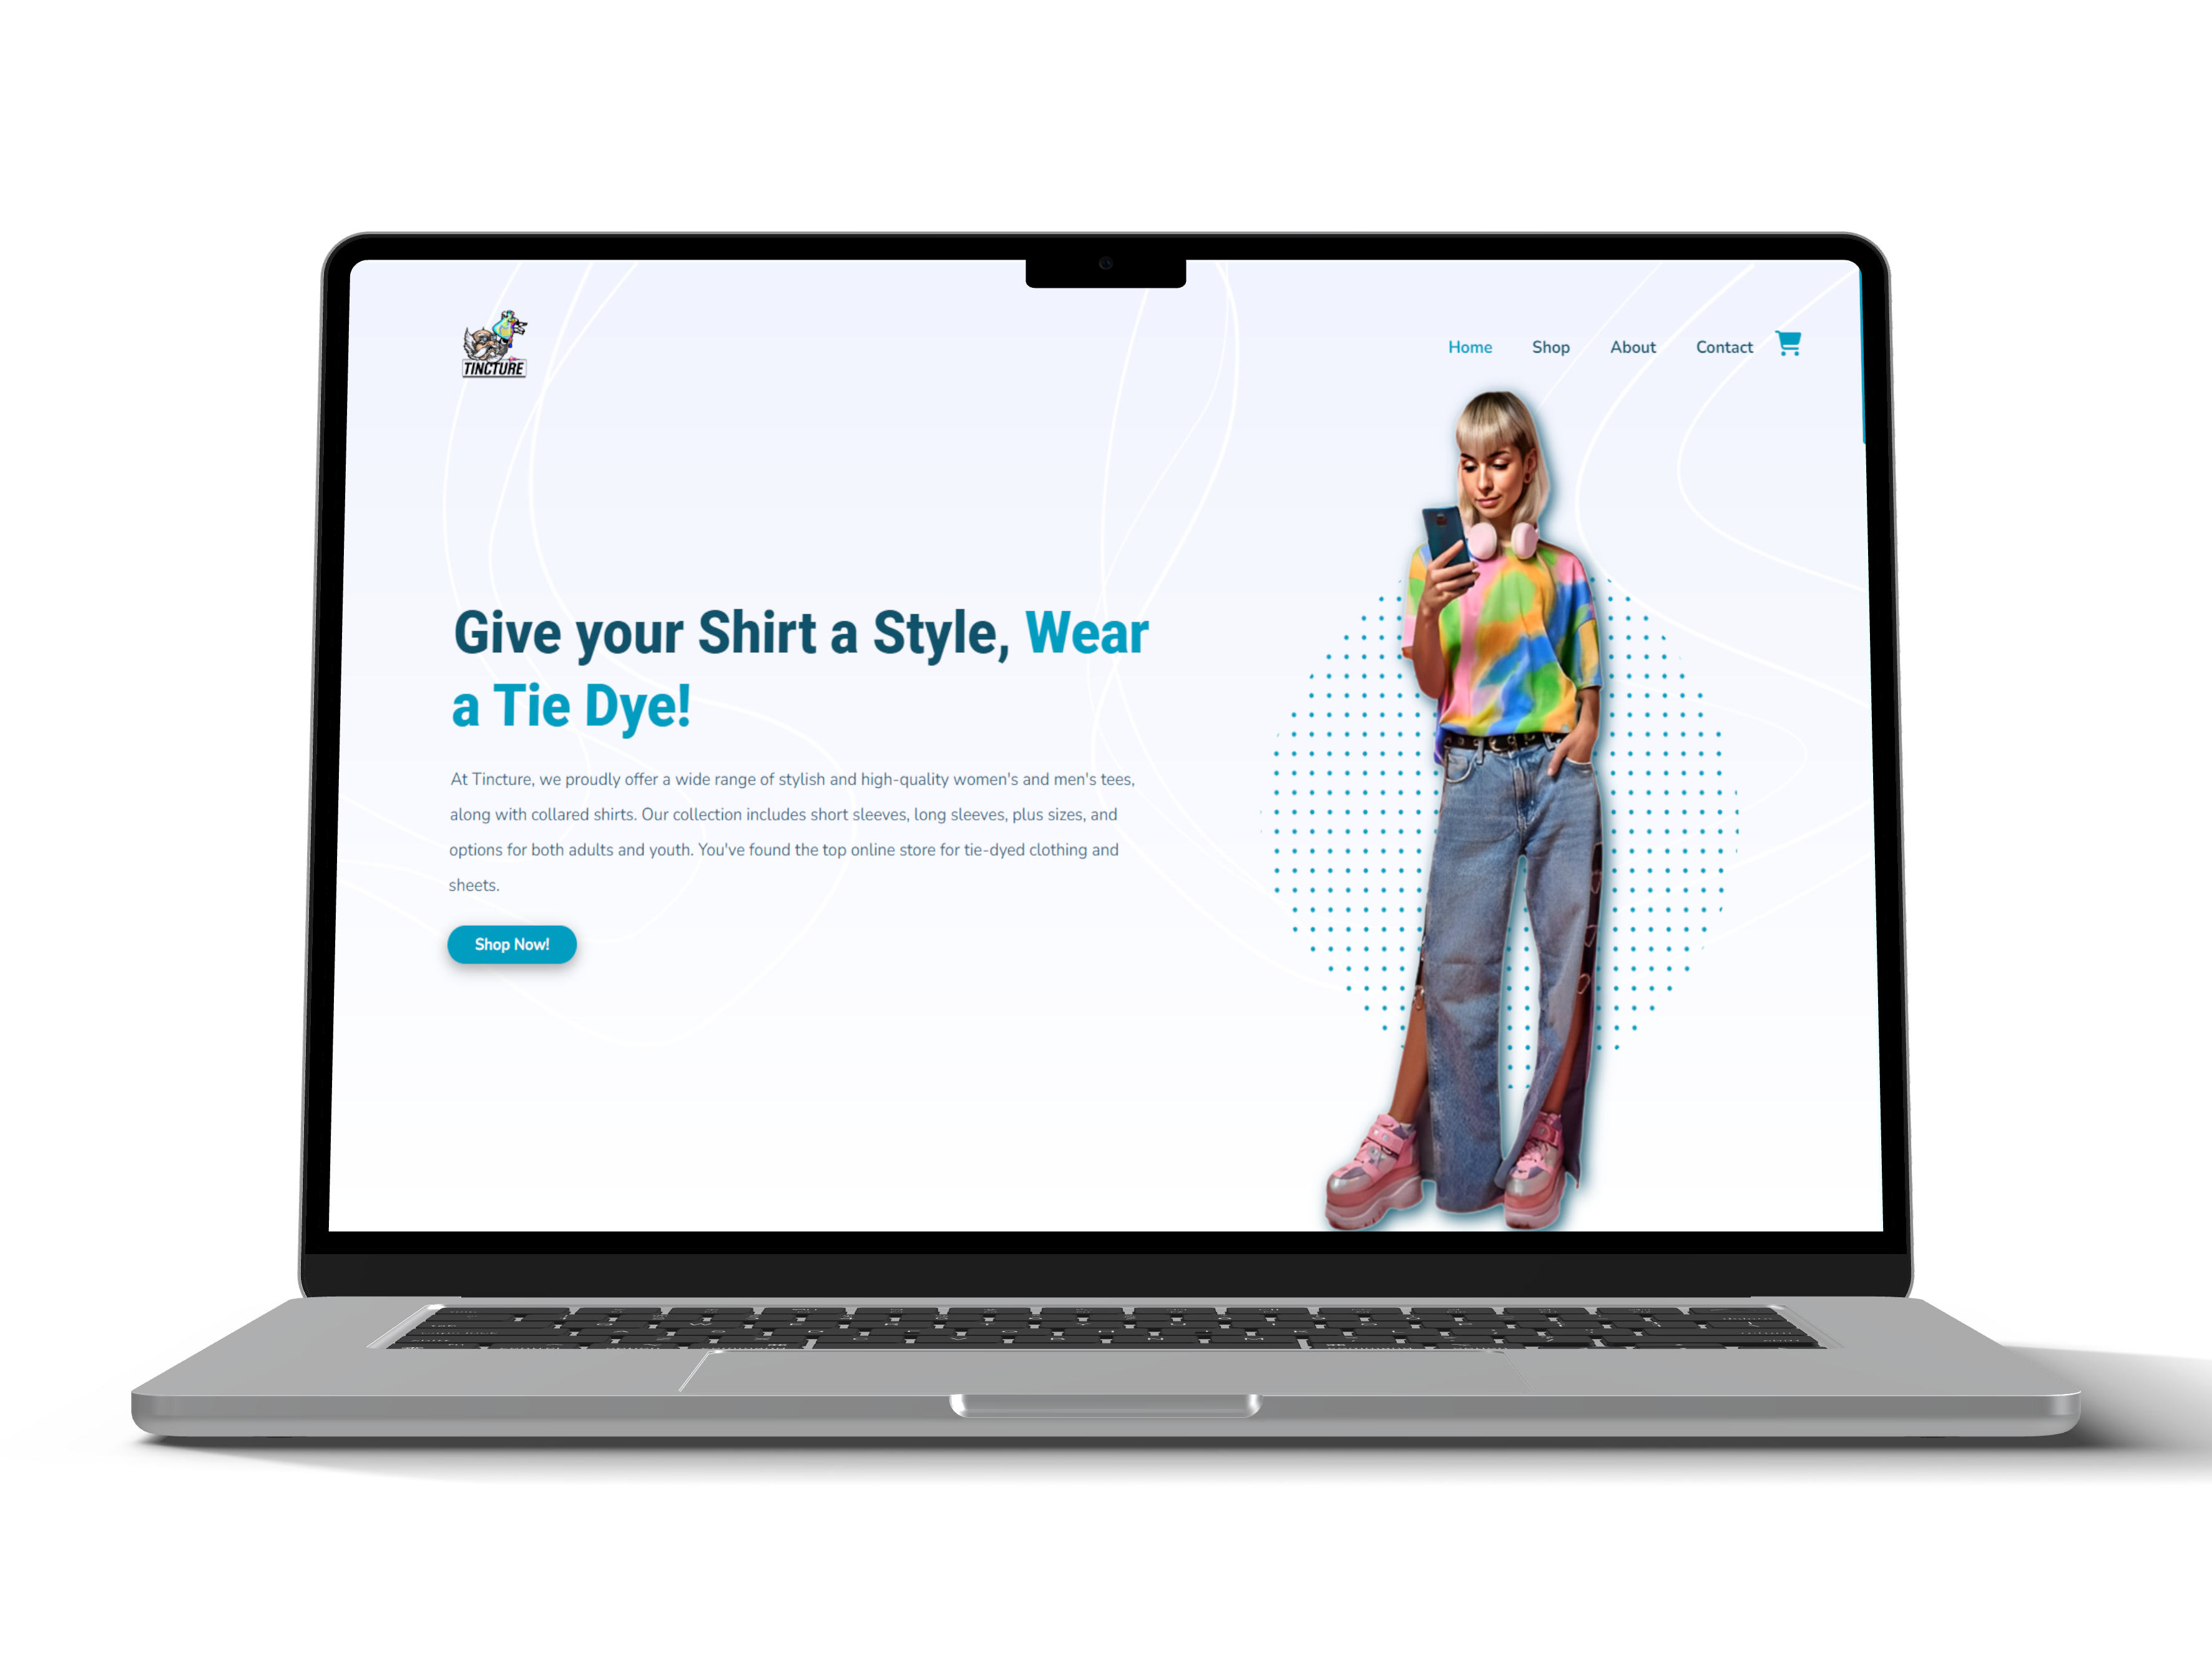 TINCTURE
Home Shop About Contact
Give your Shirt a Style, Wear
a Tie Dye!
At Tincture, we proudly offer a wide range of stylish and high-quality women's and men's tees,
along with collared shirts. Our collection includes short sleeves, long sleeves, plus sizes, and
options for both adults and youth. You've found the top online store for tie-dyed clothing and
sheets.
Shop Now!